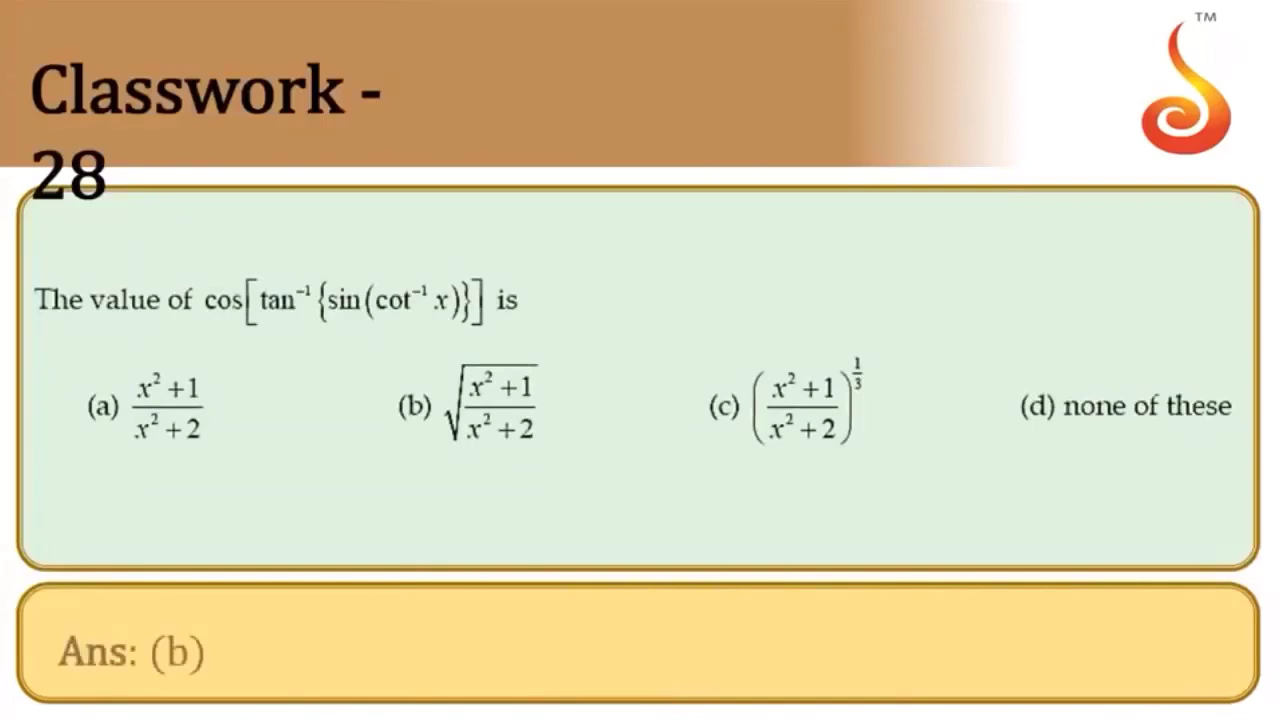 TM
Classwork -
28
The value of cos[tan⁻¹{sin(cot⁻¹ x)}] is
(a) (x² + 1)/(x² + 2) (b) √((x² + 1)/(x² + 2)) (c) ((x² + 1)/(x² + 2))^(1/3) (d) none of these
Ans: (b)